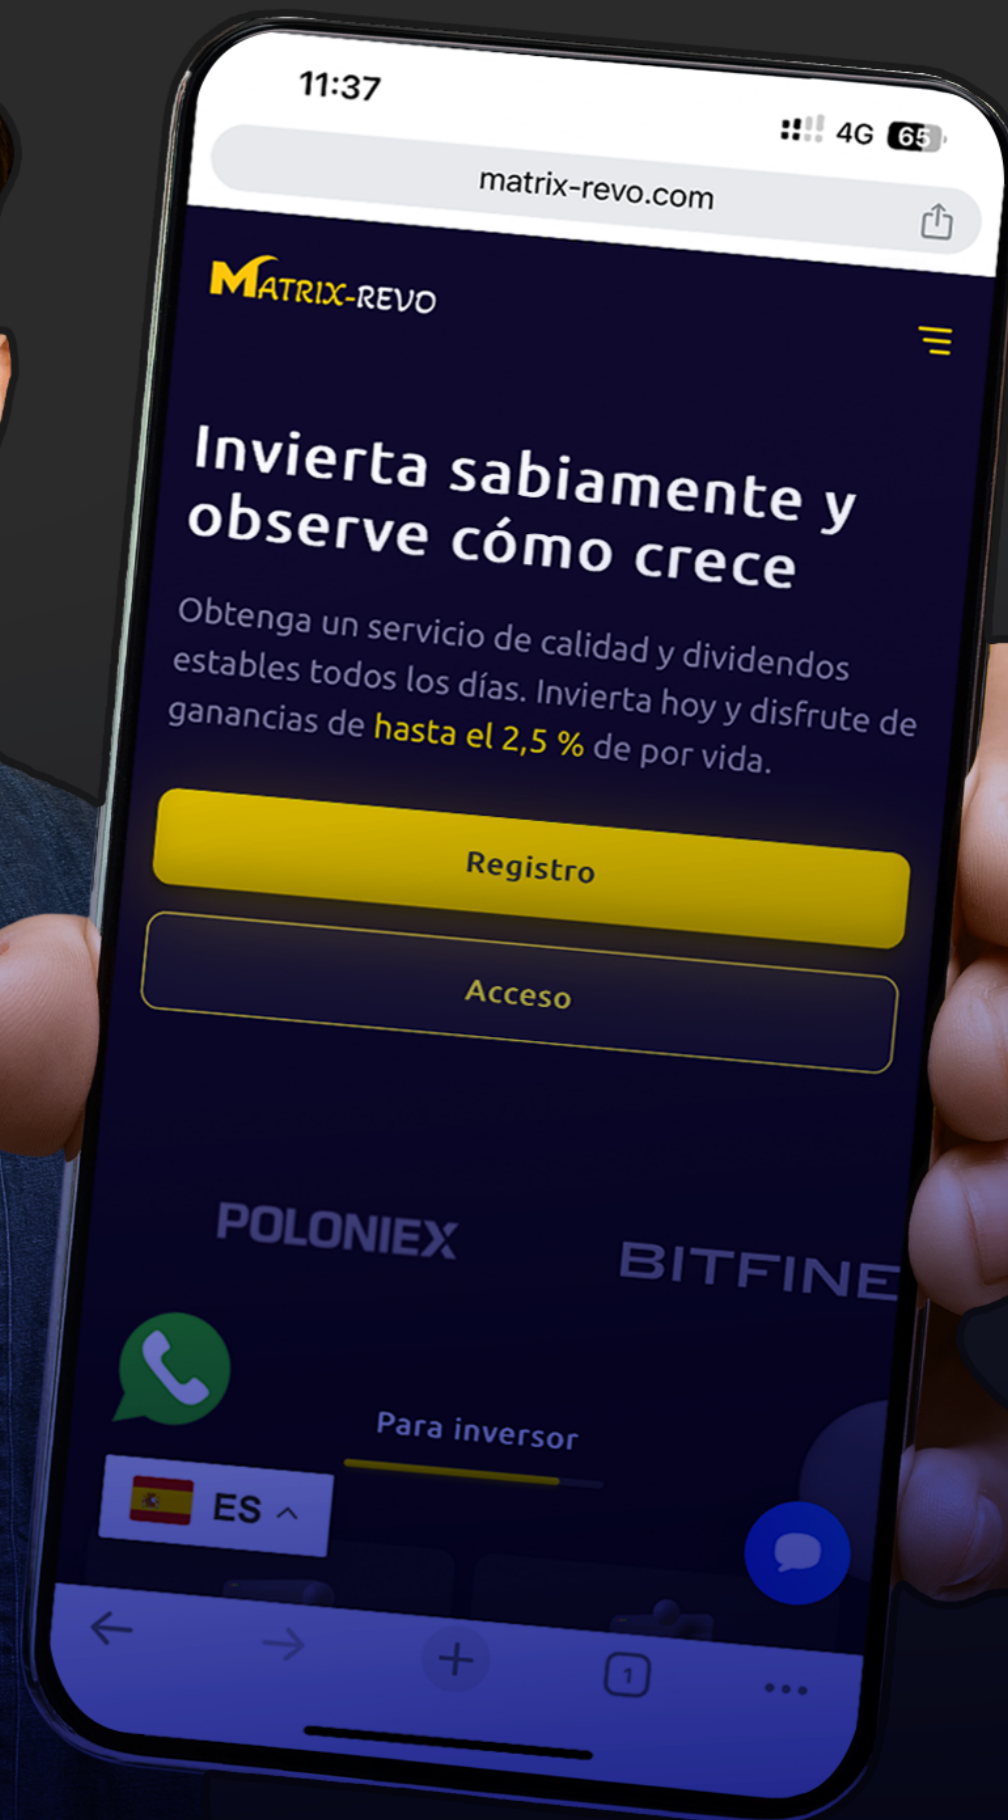 11:37
4G 65
matrix-revo.com
MATRIX-REVO
Invierta sabiamente y
observe cómo crece
Obtenga un servicio de calidad y dividendos
estables todos los días. Invierta hoy y disfrute de
ganancias de hasta el 2,5 % de por vida.
Registro
Acceso
POLONIEX
BITFINE
Para inversor
ES
1